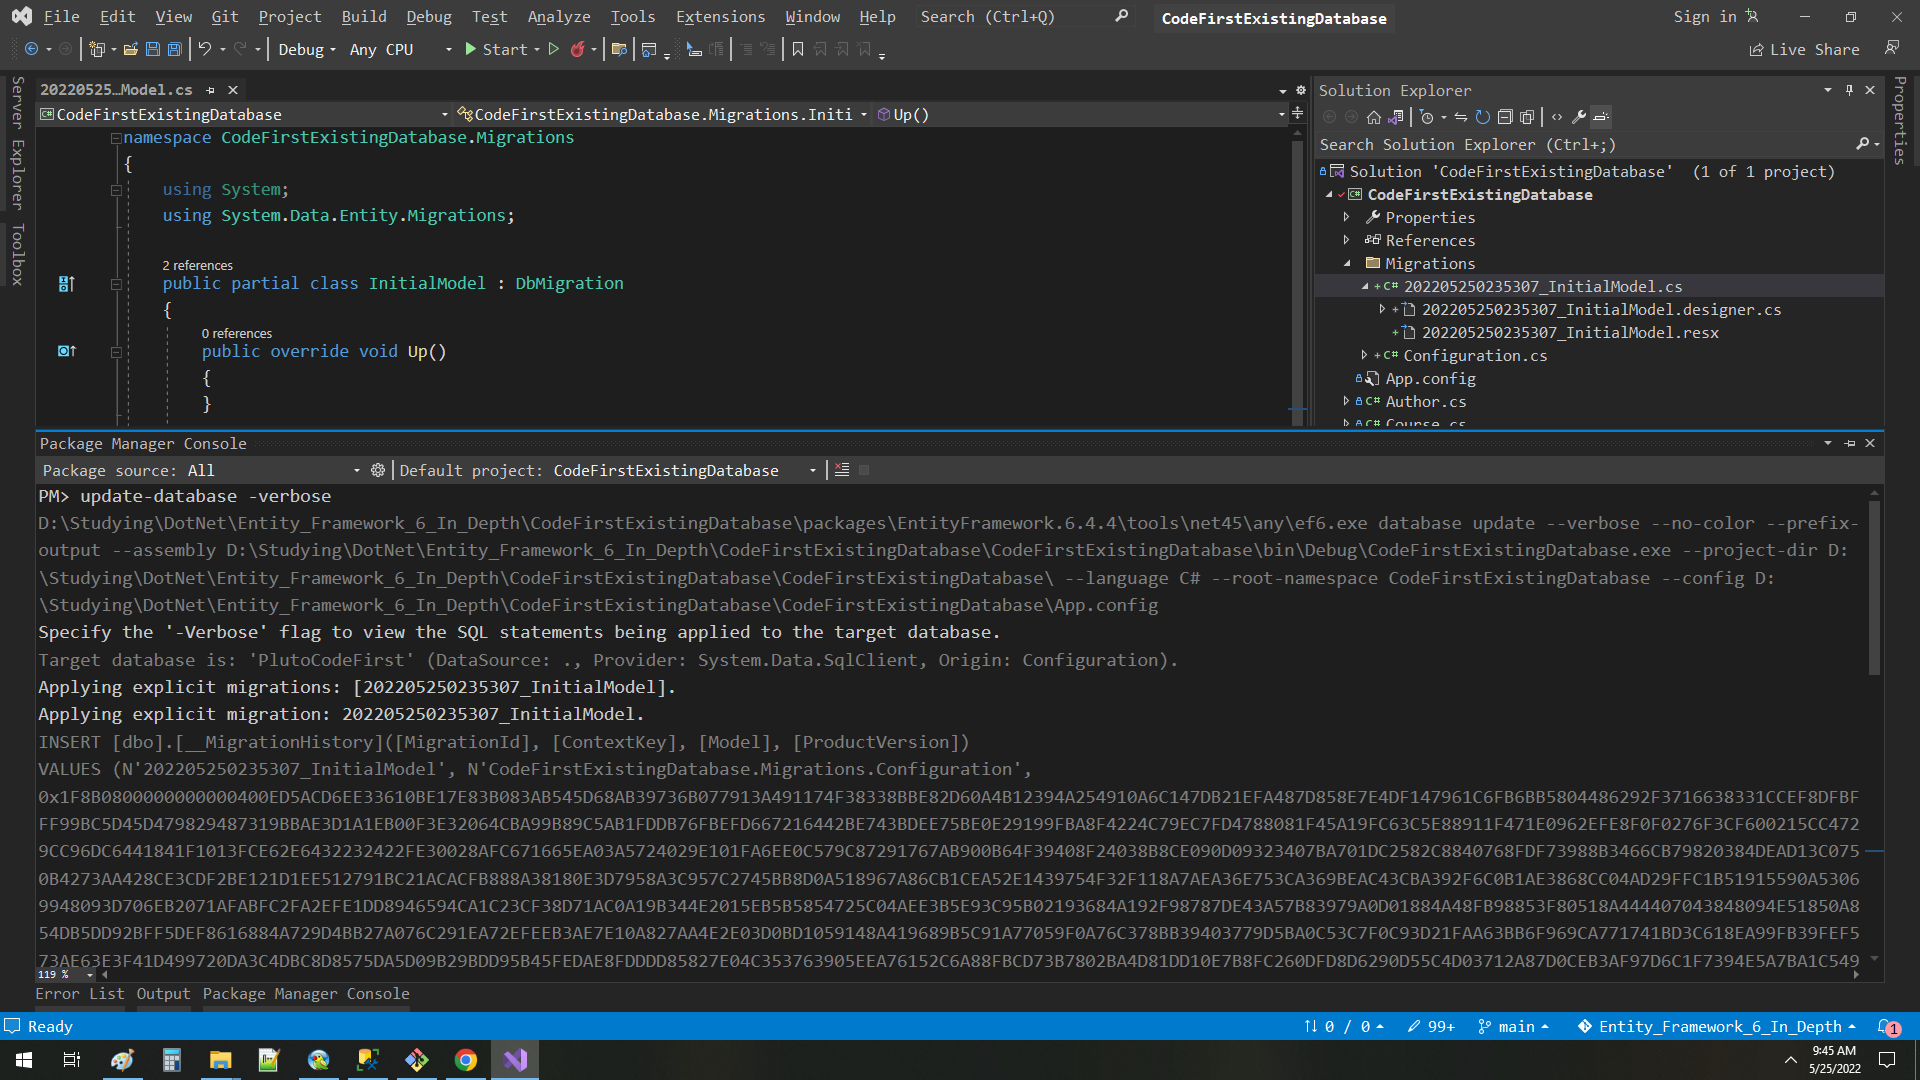 File Edit View Git Project Build Debug Test Analyze Tools Extensions Window Help Search (Ctrl+Q) CodeFirstExistingDatabase Sign in
Debug Any CPU Start Live Share
Server Explorer
Toolbox
20220525…Model.cs
CodeFirstExistingDatabase CodeFirstExistingDatabase.Migrations.Initi Up()
namespace CodeFirstExistingDatabase.Migrations
{
using System;
using System.Data.Entity.Migrations;
2 references
public partial class InitialModel : DbMigration
{
0 references
public override void Up()
{
}
Solution Explorer
Search Solution Explorer (Ctrl+;)
Solution 'CodeFirstExistingDatabase' (1 of 1 project)
CodeFirstExistingDatabase
Properties
References
Migrations
202205250235307_InitialModel.cs
202205250235307_InitialModel.designer.cs
202205250235307_InitialModel.resx
Configuration.cs
App.config
Author.cs
Course.cs
Properties
Package Manager Console
Package source: All Default project: CodeFirstExistingDatabase
PM> update-database -verbose
D:\Studying\DotNet\Entity_Framework_6_In_Depth\CodeFirstExistingDatabase\packages\EntityFramework.6.4.4\tools\net45\any\ef6.exe database update --verbose --no-color --prefix-
output --assembly D:\Studying\DotNet\Entity_Framework_6_In_Depth\CodeFirstExistingDatabase\CodeFirstExistingDatabase\bin\Debug\CodeFirstExistingDatabase.exe --project-dir D:
\Studying\DotNet\Entity_Framework_6_In_Depth\CodeFirstExistingDatabase\CodeFirstExistingDatabase\ --language C# --root-namespace CodeFirstExistingDatabase --config D:
\Studying\DotNet\Entity_Framework_6_In_Depth\CodeFirstExistingDatabase\CodeFirstExistingDatabase\App.config
Specify the '-Verbose' flag to view the SQL statements being applied to the target database.
Target database is: 'PlutoCodeFirst' (DataSource: ., Provider: System.Data.SqlClient, Origin: Configuration).
Applying explicit migrations: [202205250235307_InitialModel].
Applying explicit migration: 202205250235307_InitialModel.
INSERT [dbo].[__MigrationHistory]([MigrationId], [ContextKey], [Model], [ProductVersion])
VALUES (N'202205250235307_InitialModel', N'CodeFirstExistingDatabase.Migrations.Configuration',
0x1F8B0800000000000400ED5ACD6EE33610BE17E83B083AB545D68AB39736B077913A491174F38338BBE82D60A4B12394A254910A6C147DB21EFA487D858E7E4DF147961C6FB6BB5804486292F3716638331CCEF8DFBF
FF99BC5D45D479829487319BBAE3D1A1EB00F3E32064CBA99B89C5AB1FDDB76FBEFD667216442BE743BDEE75BE0E29199FBA8F4224C79EC7FD4788081F45A19FC63C5E88911F471E0962EFE8F0F0276F3CF600215CC472
9CC96DC6441841F1013FCE62E6432232422FE30028AFC671665EA03A5724029E101FA6EE0C579C87291767AB900B64F39408F24038B8CE090D09323407BA701DC2582C8840768FDF73988B3466CB79820384DEAD13C075
0B4273AA428CE3CDF2BE121D1EE512791BC21ACACFB888A38180E3D7958A3C957C2745BB8D0A518967A86CB1CEA52E1439754F32F118A7AEA36E753CA369BEAC43CBA392F6C0B1AE3868CC04AD29FFC1B51915590A5306
9948093D706EB2071AFABFC2FA2EFE1DD8946594CA1C23CF38D71AC0A19B344E2015EB5B5854725C04AEE3B5E93C95B02193684A192F98787DE43A57B83979A0D01884A48FB98853F80518A444407043848094E51850A8
54DB5DD92BFF5DEF8616884A729D4BB27A076C291EA72EFEEB3AE7E10A827AA4E2E03D0BD1059148A419689B5C91A77059F0A76C378BB39403779D5BA0C53C7F0C93D21FAA63BB6F969CA771741BD3C618EA99FB39FEF5
73AE63E3F41D499720DA3C4DBC8D8575DA5D09B29BDD95B45FEDAE8FDDDD85827E04C353763905EEA76152C6A88FBCD73B7802BA4D81DD10E7B8FC260DFD8D6290D55C4D03712A87D0CEB3AF97D6C1F7394E5A7BA1C549
119 %
Error List Output Package Manager Console
Ready 0 / 0 99+ main Entity_Framework_6_In_Depth 1
9:45 AM
5/25/2022